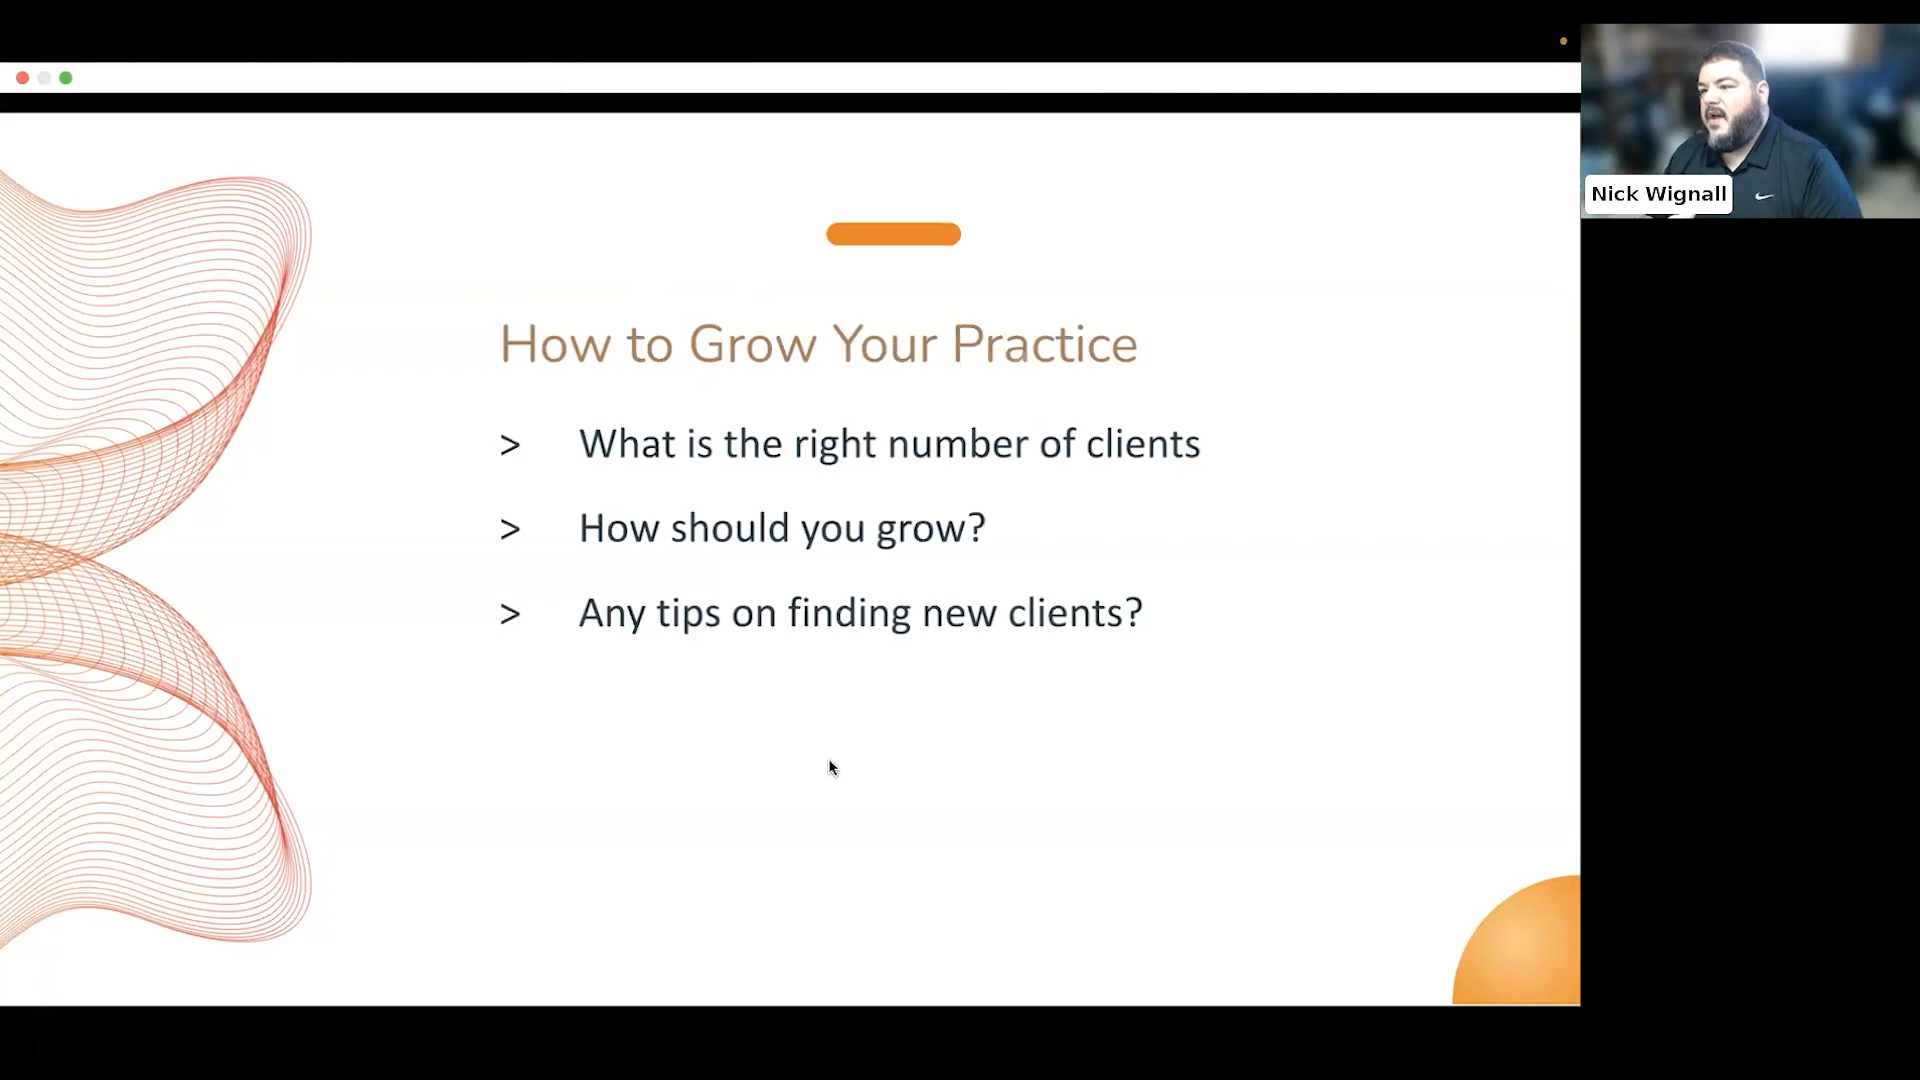 Nick Wignall
How to Grow Your Practice
> What is the right number of clients
> How should you grow?
> Any tips on finding new clients?